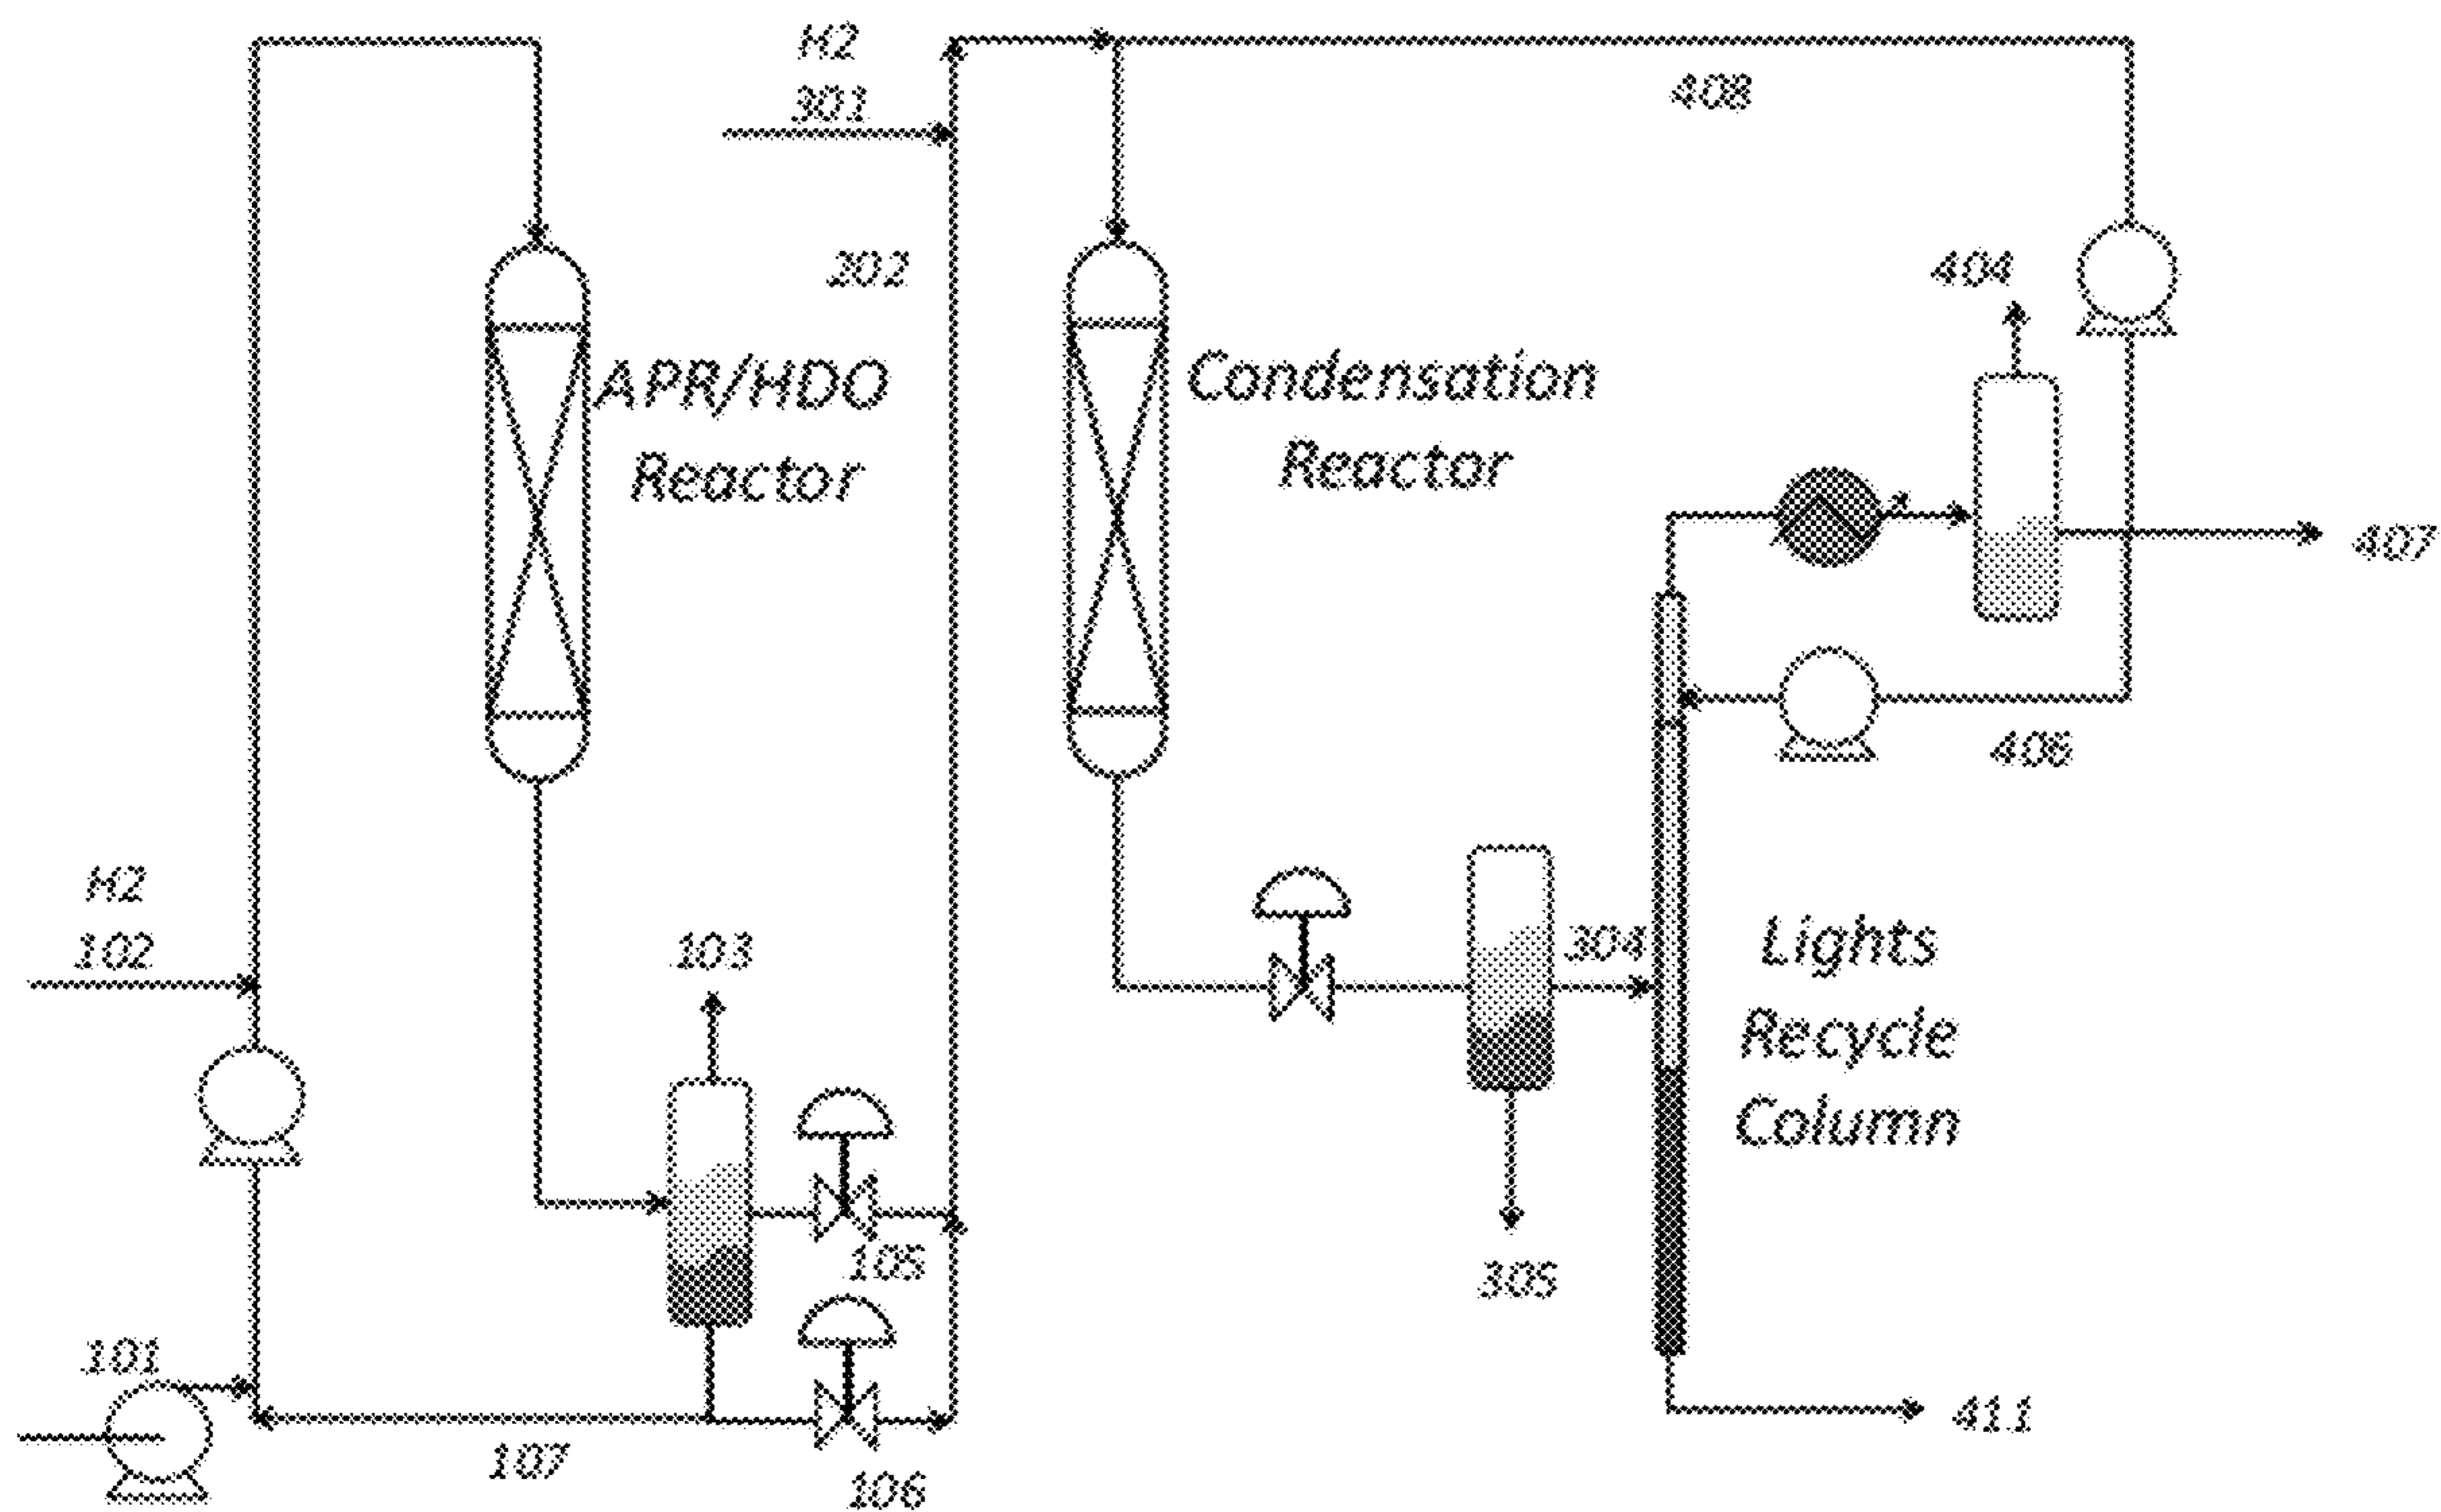 H2
301
408
302
404
APR/HDO
Reactor
Condensation
Reactor
407
406
H2
102
103
304
Lights
Recycle
Column
105
305
101
107
106
411